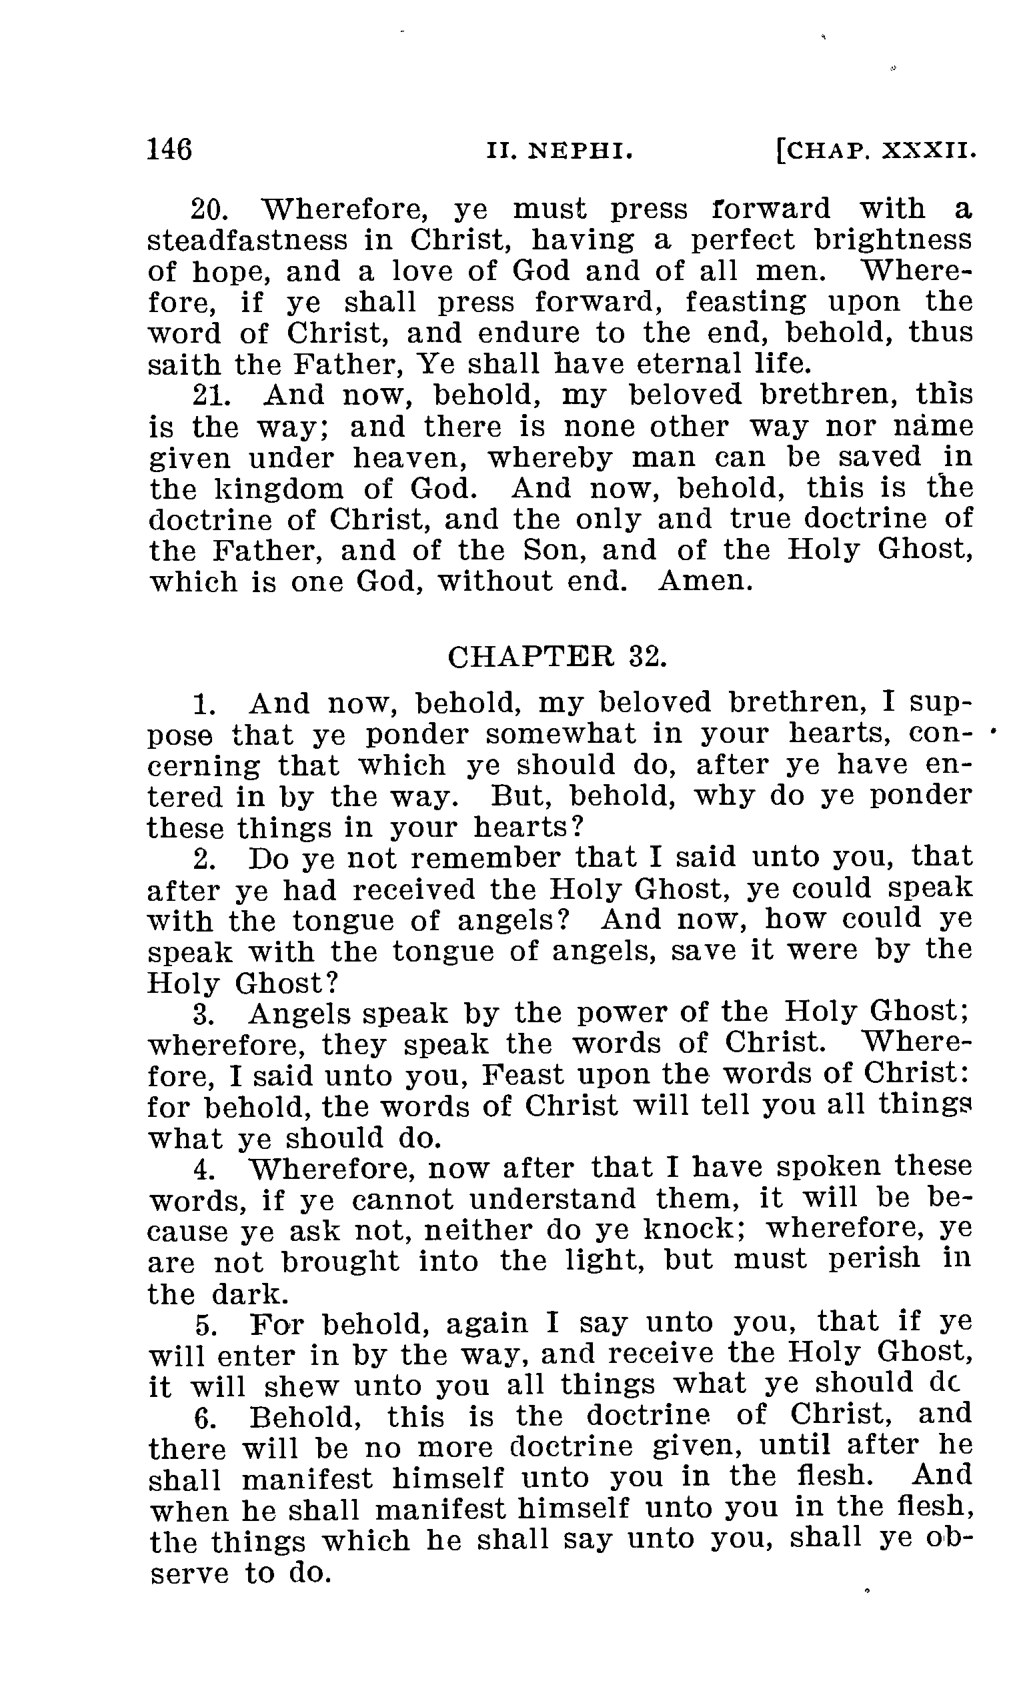 146 II. NEPHI. [CHAP. XXXII.
20. Wherefore, ye must press forward with a
steadfastness in Christ, having a perfect brightness
of hope, and a love of God and of all men. Where-
fore, if ye shall press forward, feasting upon the
word of Christ, and endure to the end, behold, thus
saith the Father, Ye shall have eternal life.
21. And now, behold, my beloved brethren, this
is the way; and there is none other way nor name
given under heaven, whereby man can be saved in
the kingdom of God. And now, behold, this is the
doctrine of Christ, and the only and true doctrine of
the Father, and of the Son, and of the Holy Ghost,
which is one God, without end. Amen.
CHAPTER 32.
1. And now, behold, my beloved brethren, I sup-
pose that ye ponder somewhat in your hearts, con-
cerning that which ye should do, after ye have en-
tered in by the way. But, behold, why do ye ponder
these things in your hearts?
2. Do ye not remember that I said unto you, that
after ye had received the Holy Ghost, ye could speak
with the tongue of angels? And now, how could ye
speak with the tongue of angels, save it were by the
Holy Ghost?
3. Angels speak by the power of the Holy Ghost;
wherefore, they speak the words of Christ. Where-
fore, I said unto you, Feast upon the words of Christ:
for behold, the words of Christ will tell you all things
what ye should do.
4. Wherefore, now after that I have spoken these
words, if ye cannot understand them, it will be be-
cause ye ask not, neither do ye knock; wherefore, ye
are not brought into the light, but must perish in
the dark.
5. For behold, again I say unto you, that if ye
will enter in by the way, and receive the Holy Ghost,
it will shew unto you all things what ye should dc
6. Behold, this is the doctrine of Christ, and
there will be no more doctrine given, until after he
shall manifest himself unto you in the flesh. And
when he shall manifest himself unto you in the flesh,
the things which he shall say unto you, shall ye ob-
serve to do.